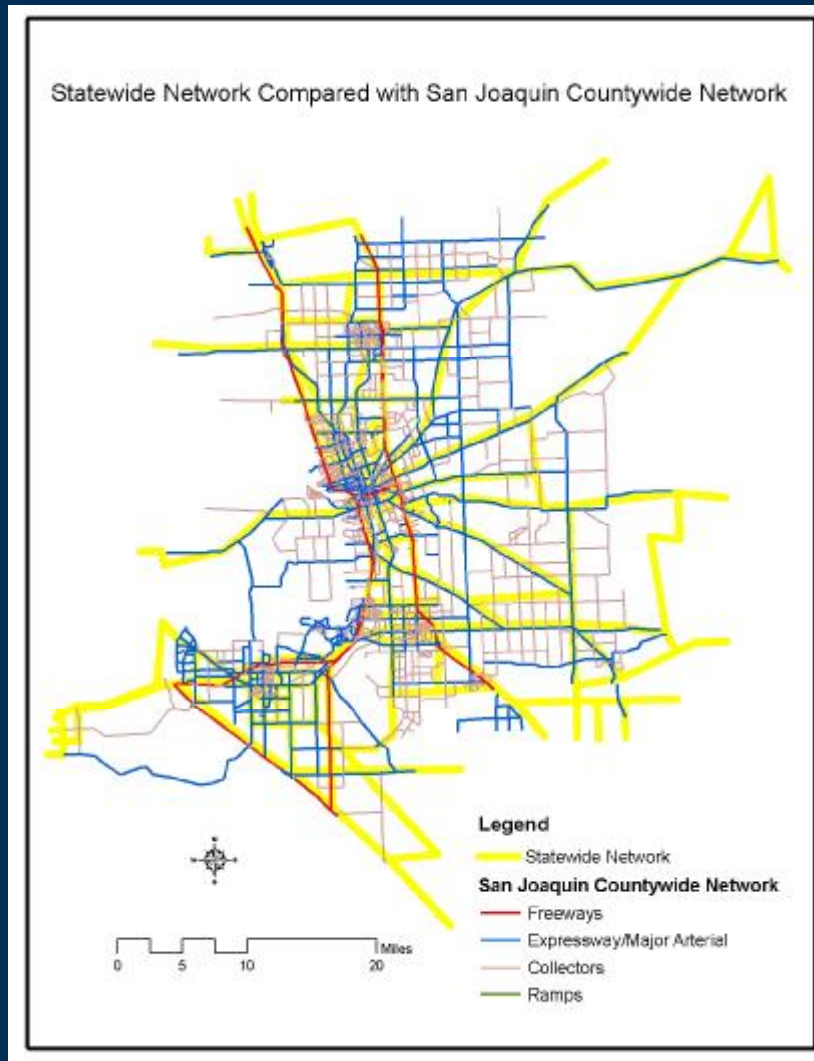 Statewide Network Compared with San Joaquin Countywide Network
Legend
Statewide Network
San Joaquin Countywide Network
Freeways
Expressway/Major Arterial
Collectors
Ramps
Miles
0 5 10 20